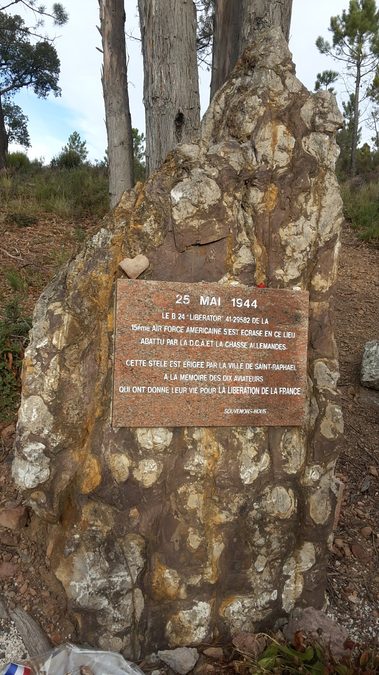 25 MAI 1944
LE B 24 "LIBERATOR" 41-29582 DE LA
15ème AIR FORCE AMERICAINE S'EST ECRASE EN CE LIEU
ABATTU PAR LA D.C.A. ET LA CHASSE ALLEMANDES.
CETTE STELE EST ERIGEE PAR LA VILLE DE SAINT-RAPHAEL
A LA MEMOIRE DES DIX AVIATEURS
QUI ONT DONNE LEUR VIE POUR LA LIBERATION DE LA FRANCE
SOUVENONS-NOUS.